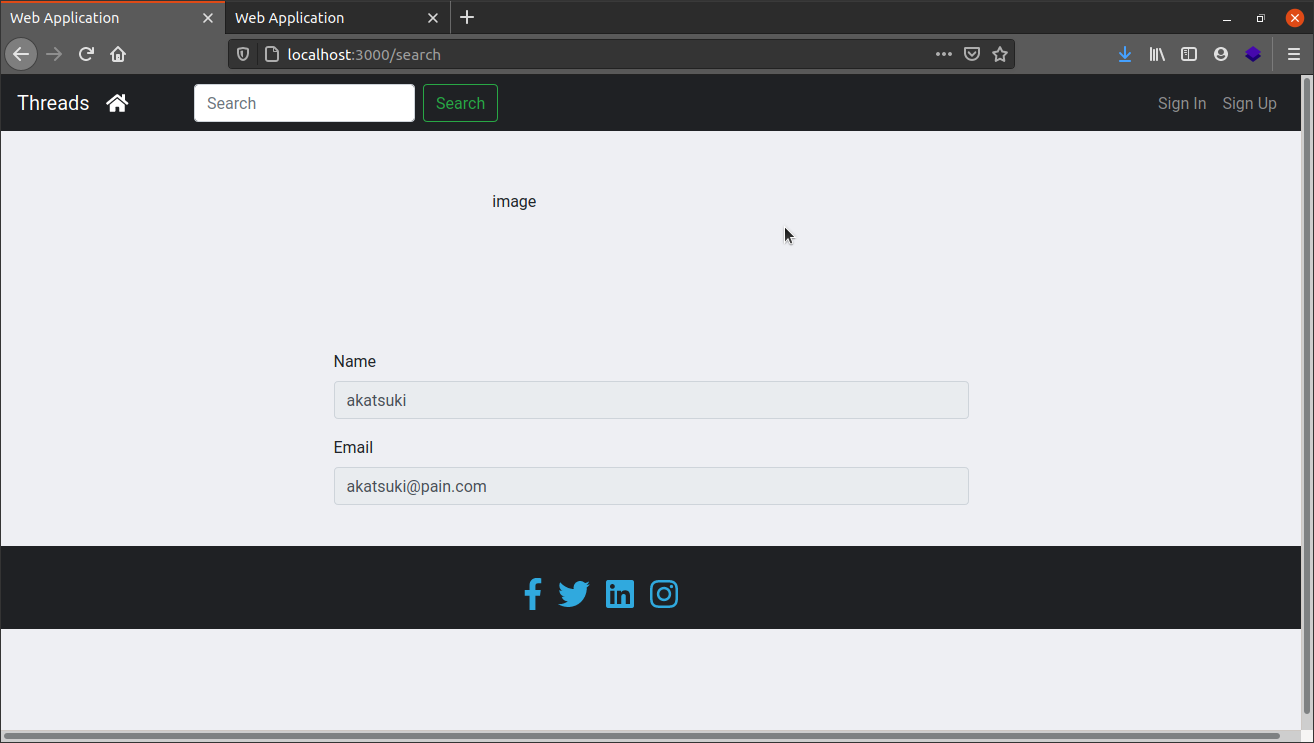 Web Application
Web Application
localhost:3000/search
Threads
Search
Search
Sign In
Sign Up
image
Name
akatsuki
Email
akatsuki@pain.com